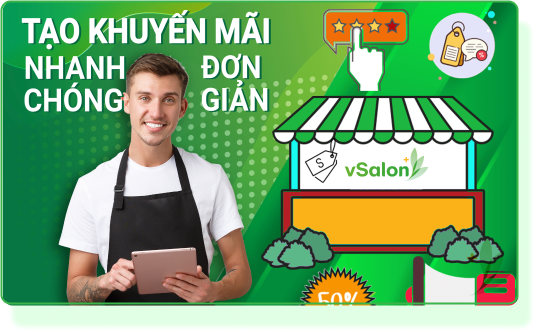 TẠO KHUYẾN MÃI
NHANH ĐƠN
CHÓNG GIẢN
S
vSalon
%
50%